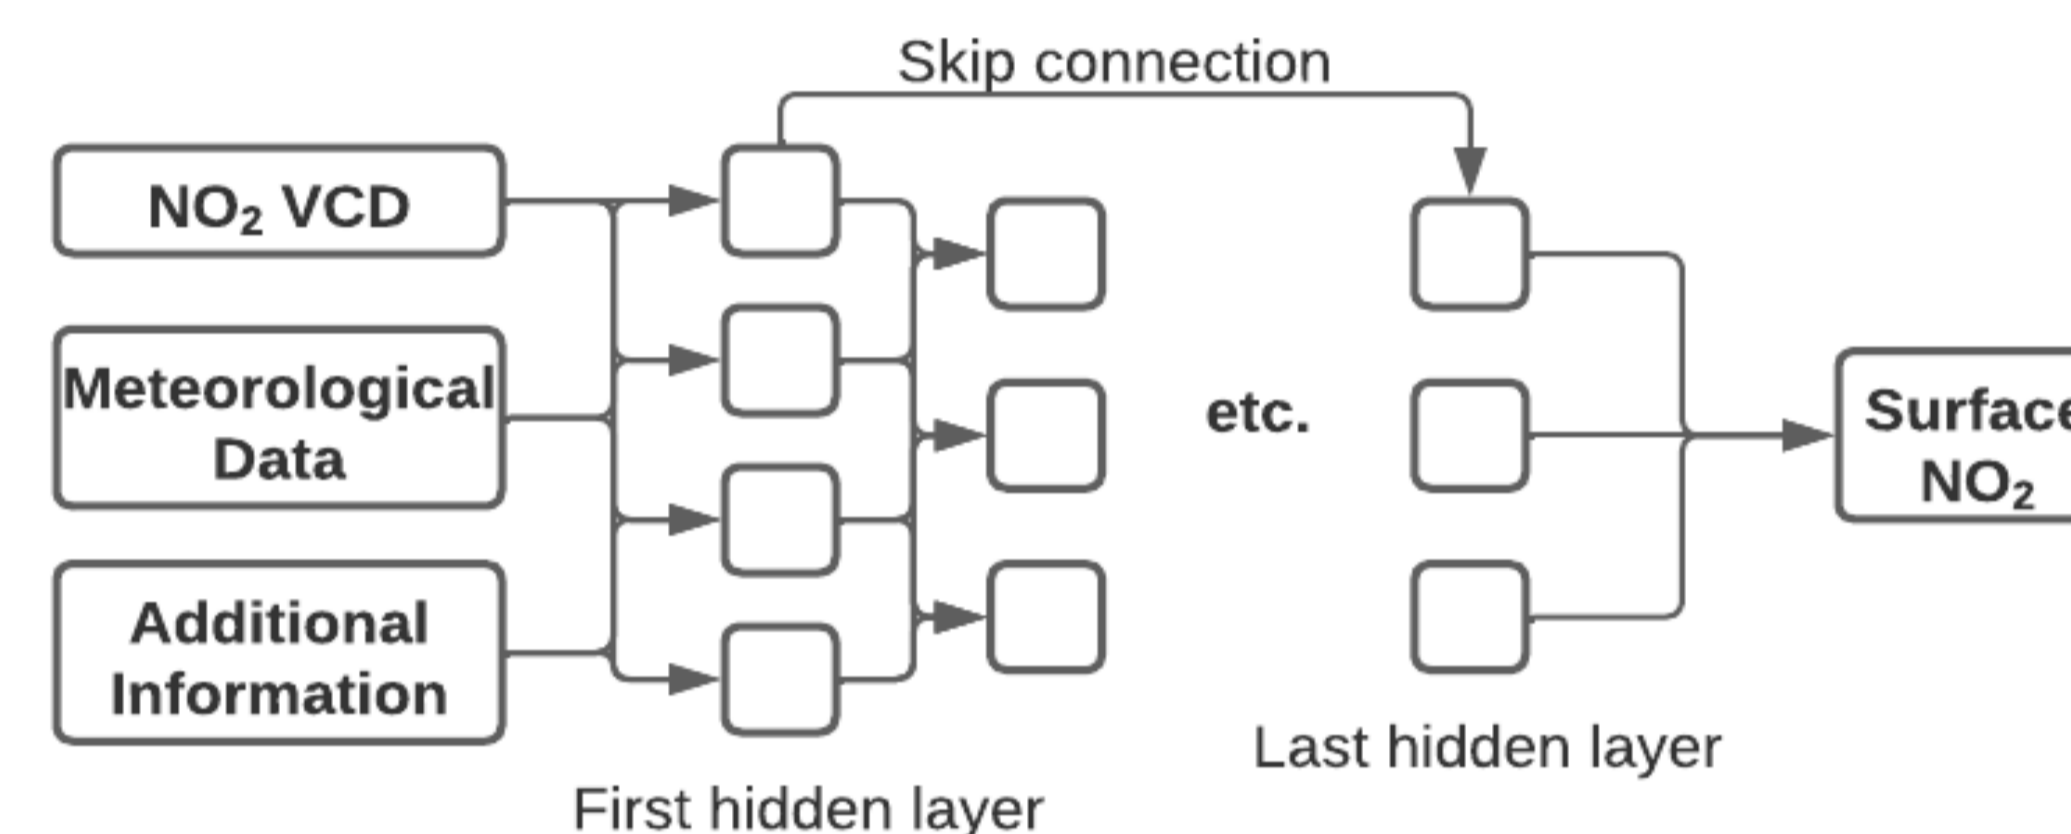 Skip connection
NO₂ VCD
Meteorological
Data
Additional
Information
etc.
Surface
NO₂
Last hidden layer
First hidden layer